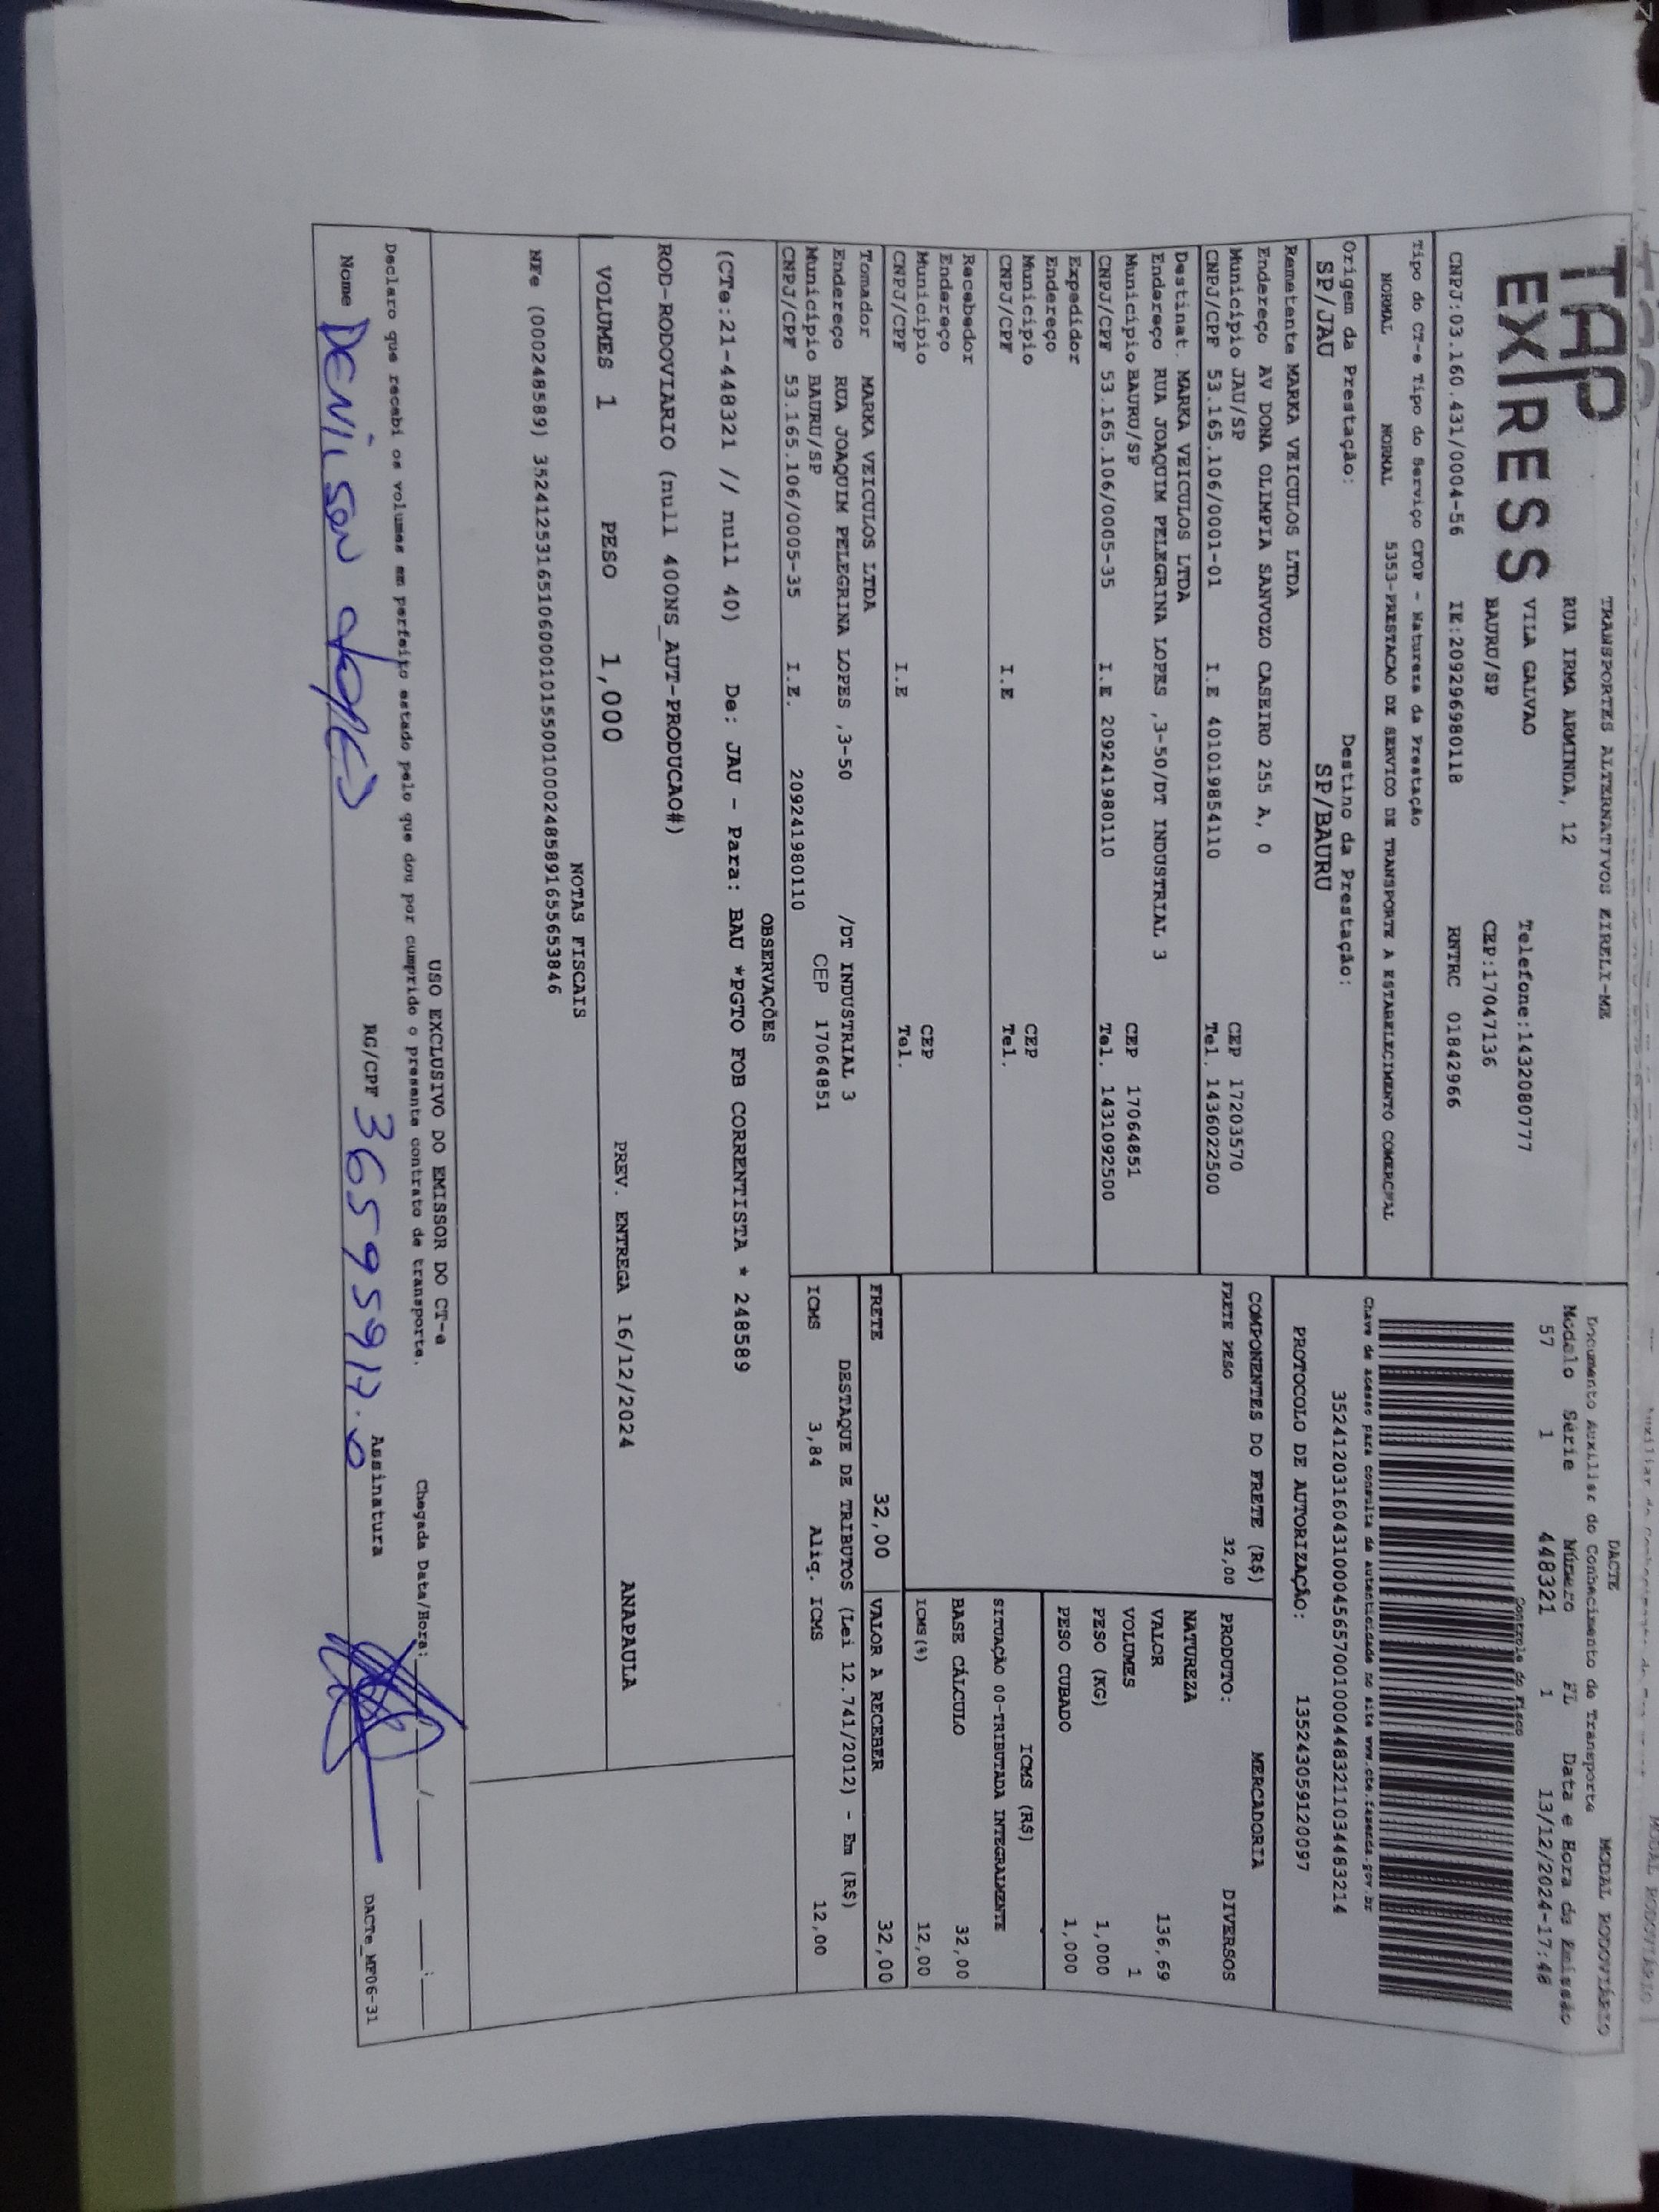 TAP
EXPRESS
TRANSPORTES ALTERNATIVOS EIRELI-ME
RUA IRMA ARMINDA, 12
VILA GALVAO Telefone:1432080777
BAURU/SP CEP:17047136
CNPJ:03.160.431/0004-56 IE:209296980118 RNTRC 01842966
DACTE MODAL RODOVIÁRIO
Documento Auxiliar do Conhecimento de Transporte
Modelo Série Número FL Data e Hora de Emissão
57 1 448321 1 13/12/2024-17:48
Controle do Fisco
Chave de acesso para consulta de autenticidade no site www.cte.fazenda.gov.br
35241203160431000456570010004483211034483214
PROTOCOLO DE AUTORIZAÇÃO: 135243059120097
Tipo do CT-e Tipo do Serviço CFOP - Natureza da Prestação
NORMAL NORMAL 5353-PRESTACAO DE SERVICO DE TRANSPORTE A ESTABELECIMENTO COMERCIAL
Origem da Prestação: Destino da Prestação:
SP/JAU SP/BAURU
Remetente MARKA VEICULOS LTDA
Endereço AV DONA OLIMPIA SANVOZO CASEIRO 255 A, 0
Município JAU/SP CEP 17203570
CNPJ/CPF 53.165.106/0001-01 I.E 401019854110 Tel. 1436022500
Destinat. MARKA VEICULOS LTDA
Endereço RUA JOAQUIM PELEGRINA LOPES ,3-50/DT INDUSTRIAL 3
Município BAURU/SP CEP 17064851
CNPJ/CPF 53.165.106/0005-35 I.E 209241980110 Tel. 1431092500
Expedidor
Endereço
Município CEP
CNPJ/CPF I.E Tel.
Recebedor
Endereço
Município CEP
CNPJ/CPF I.E Tel.
Tomador MARKA VEICULOS LTDA
Endereço RUA JOAQUIM PELEGRINA LOPES ,3-50 /DT INDUSTRIAL 3
Município BAURU/SP CEP 17064851
CNPJ/CPF 53.165.106/0005-35 I.E. 209241980110
COMPONENTES DO FRETE (R$)
FRETE PESO 32,00
MERCADORIA
PRODUTO: DIVERSOS
NATUREZA
VALOR 136,69
VOLUMES 1
PESO (KG) 1,000
PESO CUBADO 1,000
ICMS (R$)
SITUAÇÃO 00-TRIBUTADA INTEGRALMENTE
BASE CÁLCULO 32,00
ICMS(%) 12,00
FRETE 32,00 VALOR A RECEBER 32,00
DESTAQUE DE TRIBUTOS (Lei 12.741/2012) - Em (R$)
ICMS 3,84 Aliq. ICMS 12,00
OBSERVAÇÕES
(CTe:21-448321 // null 40) De: JAU - Para: BAU *PGTO FOB CORRENTISTA * 248589
ROD-RODOVIARIO (null 400NS_AUT-PRODUCAO#)
VOLUMES 1 PESO 1,000 PREV. ENTREGA 16/12/2024 ANAPAULA
NOTAS FISCAIS
NFe (000248589) 35241253165106000101550010002485891655653846
USO EXCLUSIVO DO EMISSOR DO CT-e
Declaro que recebi os volumes em perfeito estado pelo que dou por cumprido o presente contrato de transporte. Chegada Data/Hora: / :
Nome DENilson lopes RG/CPF 365959517.0 Assinatura
DACTe_MF06-31